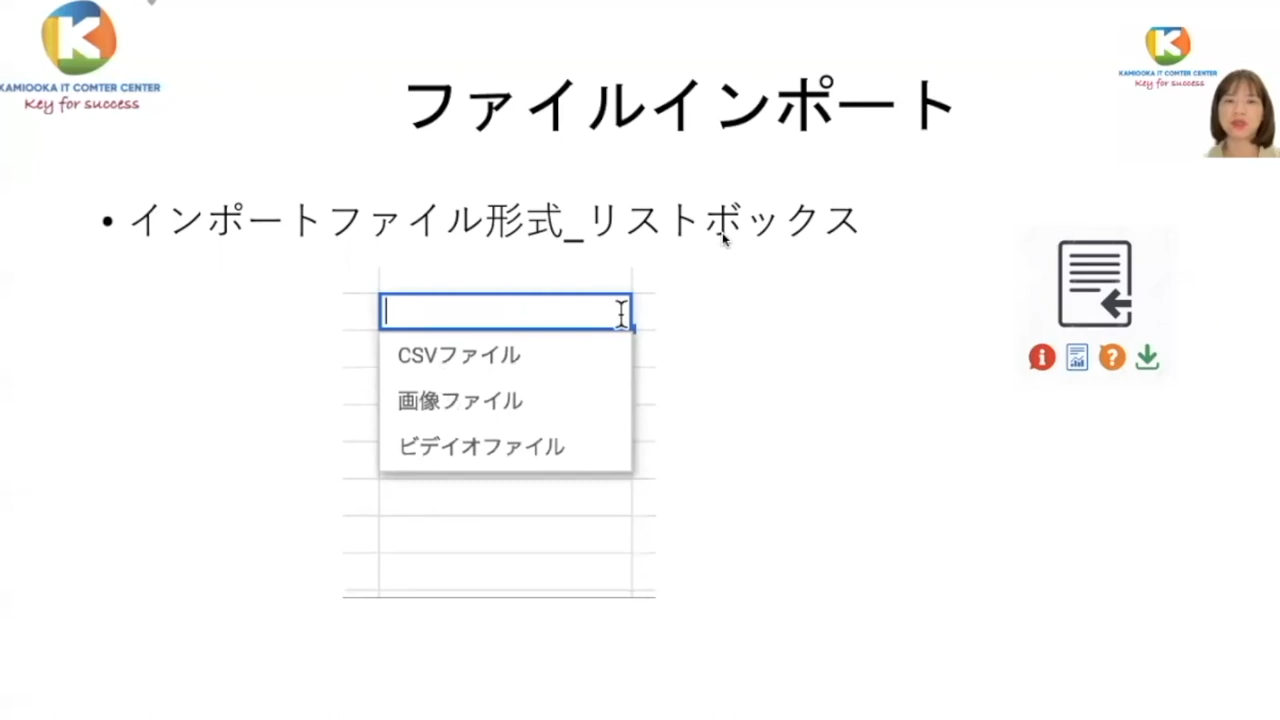 K
KAMIOOKA IT COMTER CENTER
Key for success
K
KAMIOOKA IT COMTER CENTER
Key for success
ファイルインポート
• インポートファイル形式_リストボックス
CSVファイル
画像ファイル
ビデイオファイル